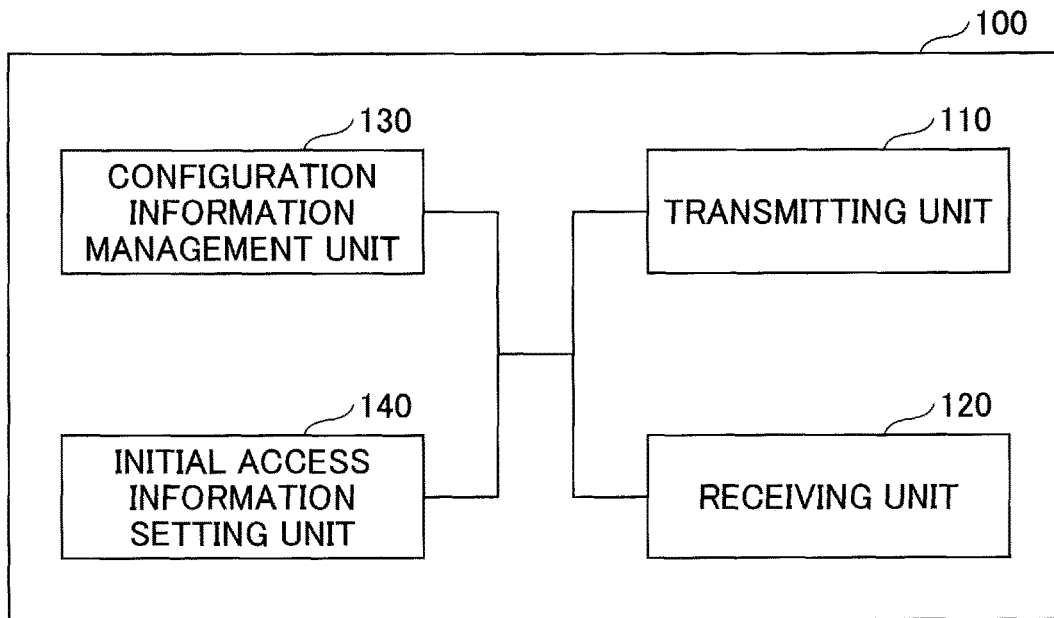 100
130
CONFIGURATION
INFORMATION
MANAGEMENT UNIT
110
TRANSMITTING UNIT
140
INITIAL ACCESS
INFORMATION
SETTING UNIT
120
RECEIVING UNIT